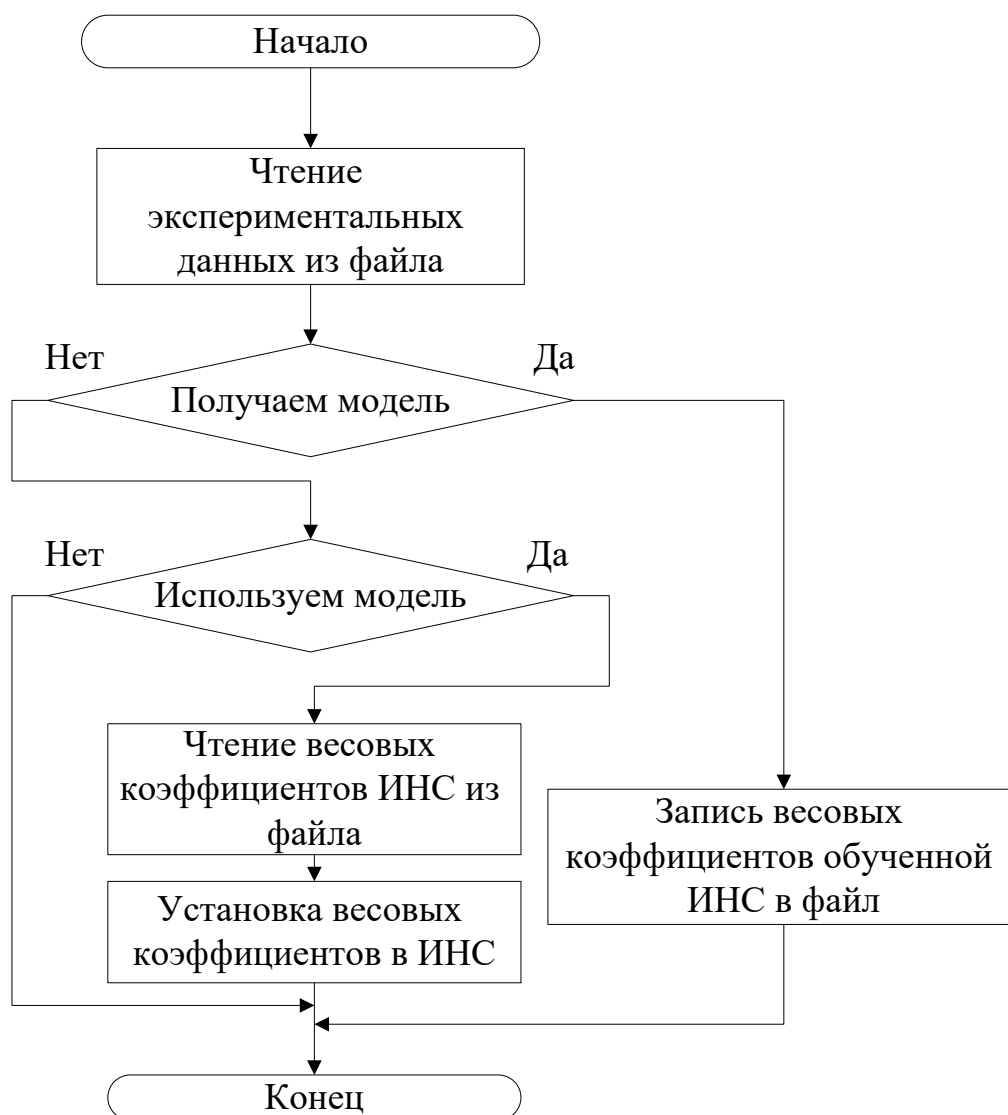 Начало
Чтение
экспериментальных
данных из файла
Нет
Да
Получаем модель
Нет
Да
Используем модель
Чтение весовых
коэффициентов ИНС из
файла
Запись весовых
коэффициентов обученной
ИНС в файл
Установка весовых
коэффициентов в ИНС
Конец